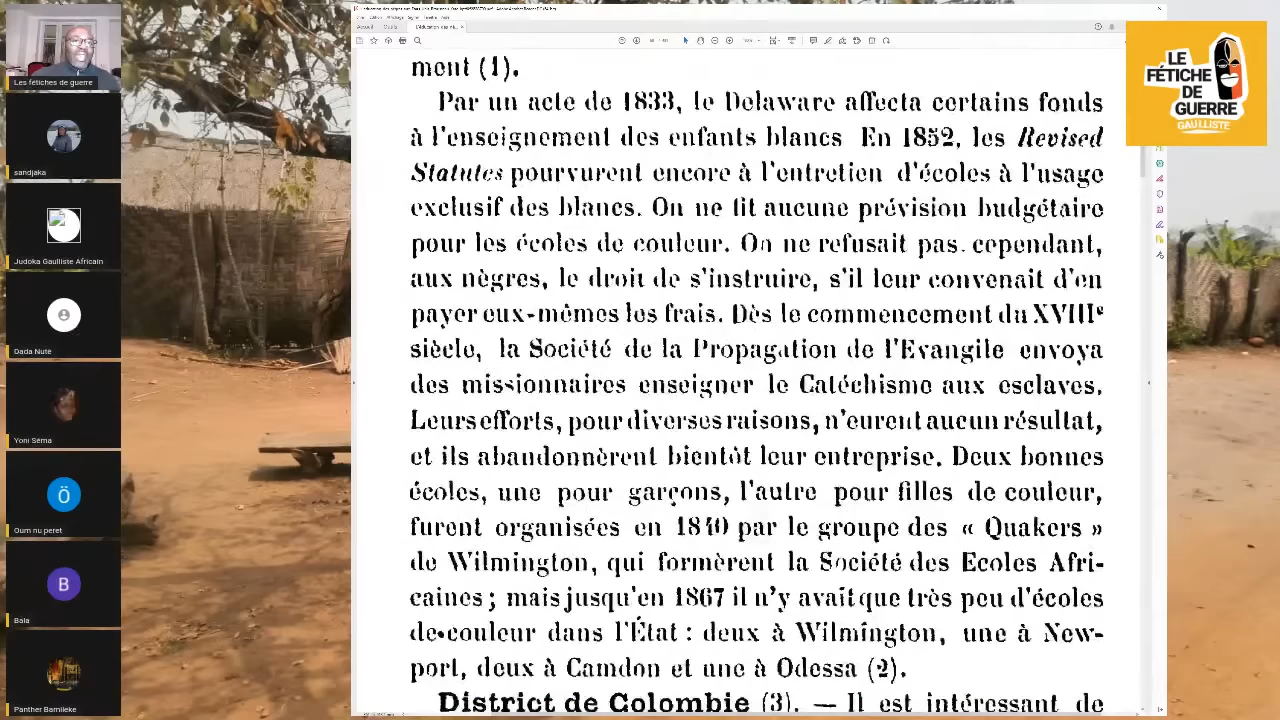 Les fétiches de guerre
sandjaka
Judoka Gaulliste Africain
Dada Nutè
Yoni Séma
Ö
Oum nu peret
B
Bala
Panther Bamileke
Accueil
Outils
LE
FÉTICHE
DE
GUERRE
GAULLISTE
ment (1).
Par un acte de 1833, le Delaware affecta certains fonds
à l'enseignement des enfants blancs En 1852, les Revised
Statutes pourvurent encore à l'entretien d'écoles à l'usage
exclusif des blancs. On ne fit aucune prévision budgétaire
pour les écoles de couleur. On ne refusait pas. cependant,
aux nègres, le droit de s'instruire, s'il leur convenait d'en
payer eux-mêmes les frais. Dès le commencement du XVIIIe
siècle, la Société de la Propagation de l'Evangile envoya
des missionnaires enseigner le Catéchisme aux esclaves.
Leurs efforts, pour diverses raisons, n'eurent aucun résultat,
et ils abandonnèrent bientôt leur entreprise. Deux bonnes
écoles, une pour garçons, l'autre pour filles de couleur,
furent organisées en 1840 par le groupe des « Quakers »
de Wilmington, qui formèrent la Société des Ecoles Afri-
caines ; mais jusqu'en 1867 il n'y avait que très peu d'écoles
de couleur dans l'État : deux à Wilmington, une à New-
port, deux à Camdon et une à Odessa (2).
District de Colombie (3). — Il est intéressant de